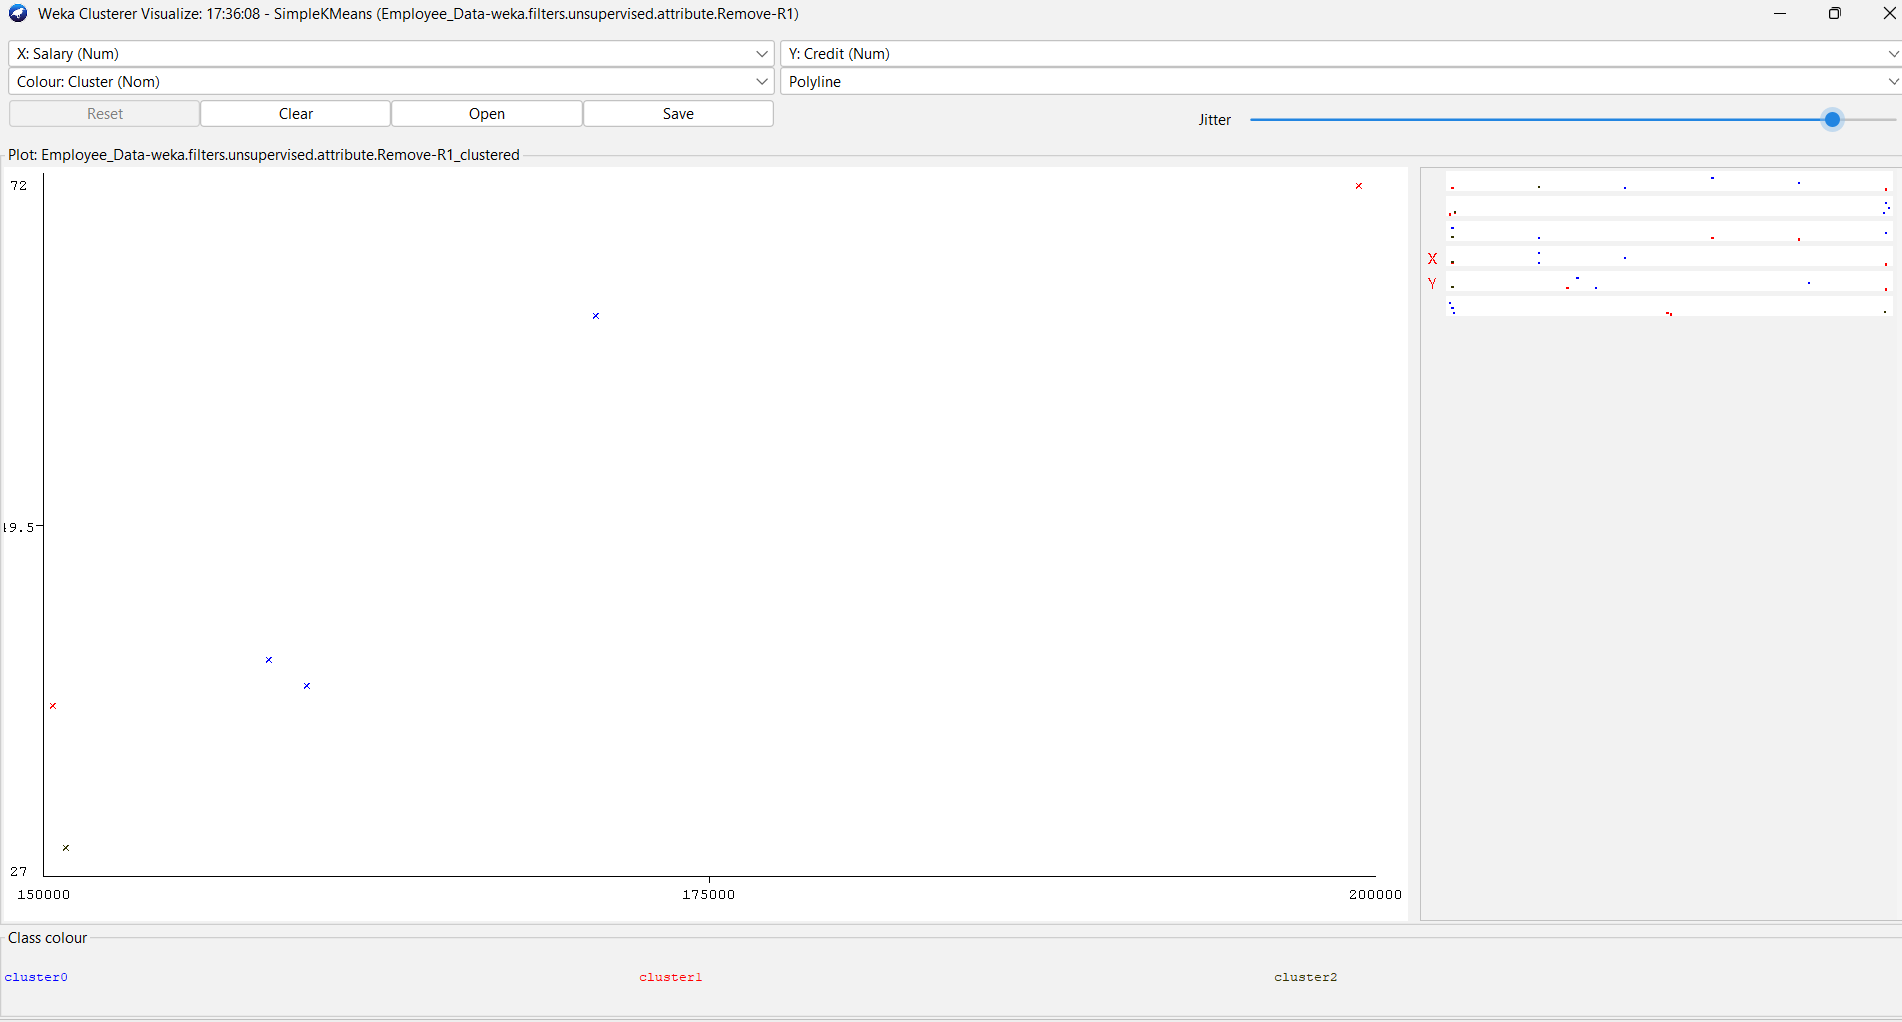 Weka Clusterer Visualize: 17:36:08 - SimpleKMeans (Employee_Data-weka.filters.unsupervised.attribute.Remove-R1)
X: Salary (Num)
Y: Credit (Num)
Colour: Cluster (Nom)
Polyline
Reset
Clear
Open
Save
Jitter
Plot: Employee_Data-weka.filters.unsupervised.attribute.Remove-R1_clustered
72
X
Y
9.5
27
150000
175000
200000
Class colour
cluster0
cluster1
cluster2